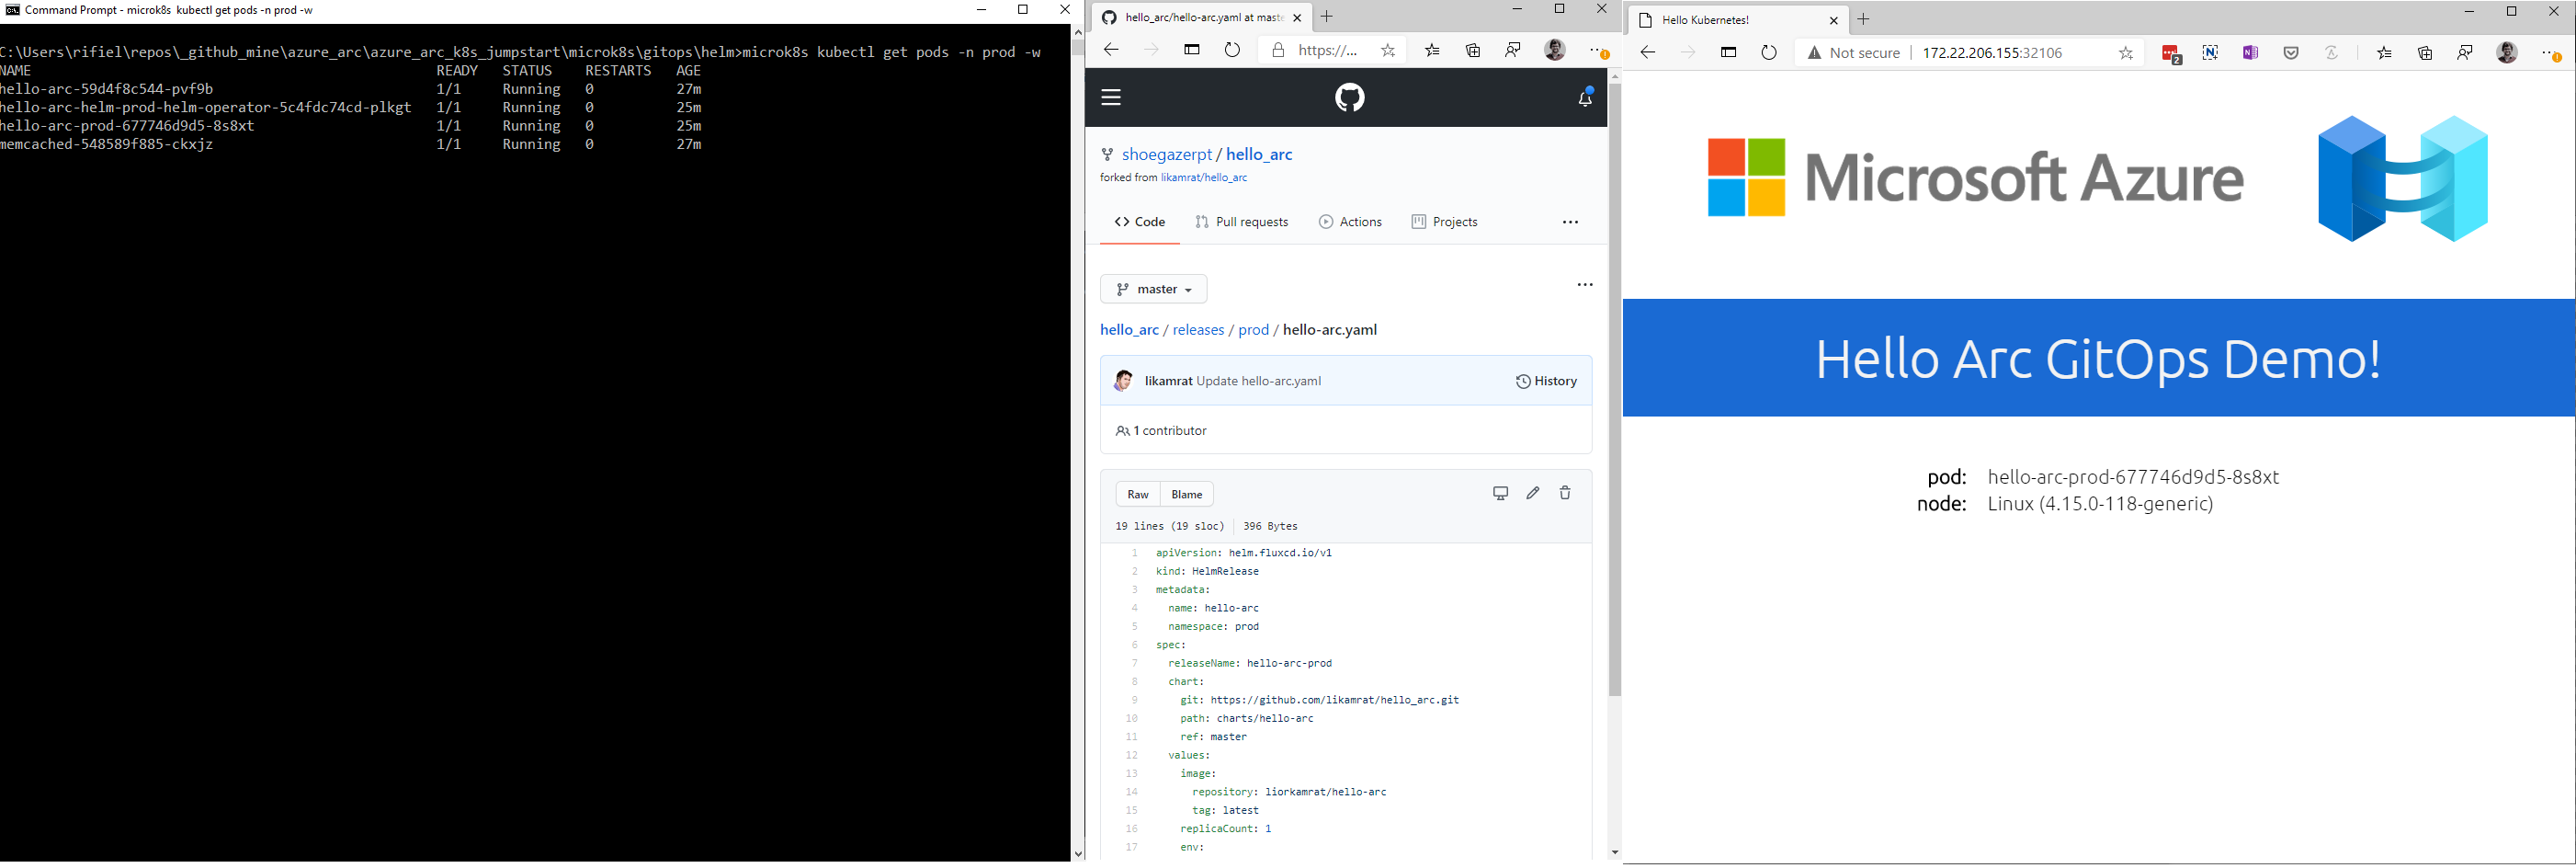 Command Prompt - microk8s kubectl get pods -n prod -w
C:\Users\rifiel\repos\_github_mine\azure_arc\azure_arc_k8s_jumpstart\microk8s\gitops\helm>microk8s kubectl get pods -n prod -w
NAME READY STATUS RESTARTS AGE
hello-arc-59d4f8c544-pvf9b 1/1 Running 0 27m
hello-arc-helm-prod-helm-operator-5c4fdc74cd-plkgt 1/1 Running 0 25m
hello-arc-prod-677746d9d5-8s8xt 1/1 Running 0 25m
memcached-548589f885-ckxjz 1/1 Running 0 27m
hello_arc/hello-arc.yaml at maste
https://...
shoegazerpt / hello_arc
forked from likamrat/hello_arc
Code Pull requests Actions Projects
master
hello_arc / releases / prod / hello-arc.yaml
likamrat Update hello-arc.yaml History
1 contributor
Raw Blame
19 lines (19 sloc) 396 Bytes
1 apiVersion: helm.fluxcd.io/v1
2 kind: HelmRelease
3 metadata:
4 name: hello-arc
5 namespace: prod
6 spec:
7 releaseName: hello-arc-prod
8 chart:
9 git: https://github.com/likamrat/hello_arc.git
10 path: charts/hello-arc
11 ref: master
12 values:
13 image:
14 repository: liorkamrat/hello-arc
15 tag: latest
16 replicaCount: 1
17 env:
Hello Kubernetes!
Not secure 172.22.206.155:32106
2
Microsoft Azure
Hello Arc GitOps Demo!
pod: hello-arc-prod-677746d9d5-8s8xt
node: Linux (4.15.0-118-generic)